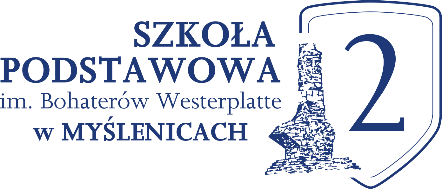 SZKOŁA
PODSTAWOWA
im. Bohaterów Westerplatte
w MYŚLENICACH
2